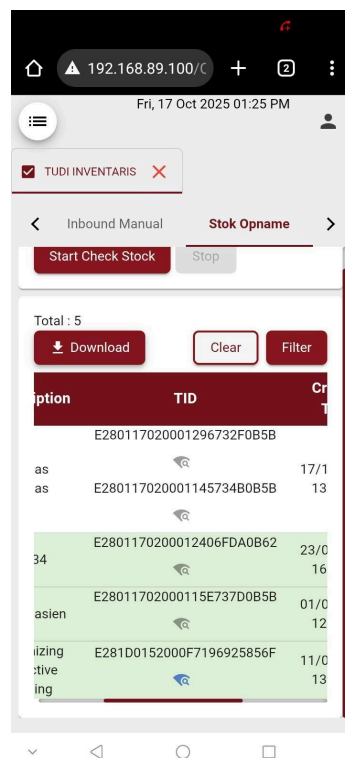 192.168.89.100/C
2
Fri, 17 Oct 2025 01:25 PM
TUDI INVENTARIS
Inbound Manual
Stok Opname
Start Check Stock
Stop
Total : 5
Download
Clear
Filter
iption
TID
Cr
T
E280117020001296732F0B5B
as
17/1
as
E280117020001145734B0B5B
13
34
E2801170200012406FDA0B62
23/0
16
asien
E28011702000115E737D0B5B
01/0
12
nizing
E281D0152000F7196925856F
11/0
ctive
13
ing